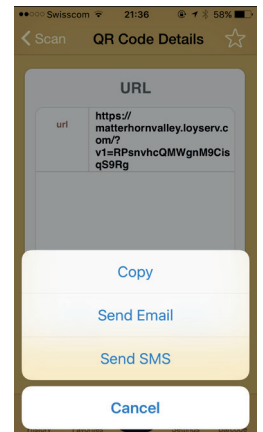 Swisscom 21:36 58%
Scan QR Code Details
URL
url
https://
matterhornvalley.loyserv.c
om/?
v1=RPsnvhcQMWgnM9Cis
qS9Rg
Copy
Send Email
Send SMS
Cancel